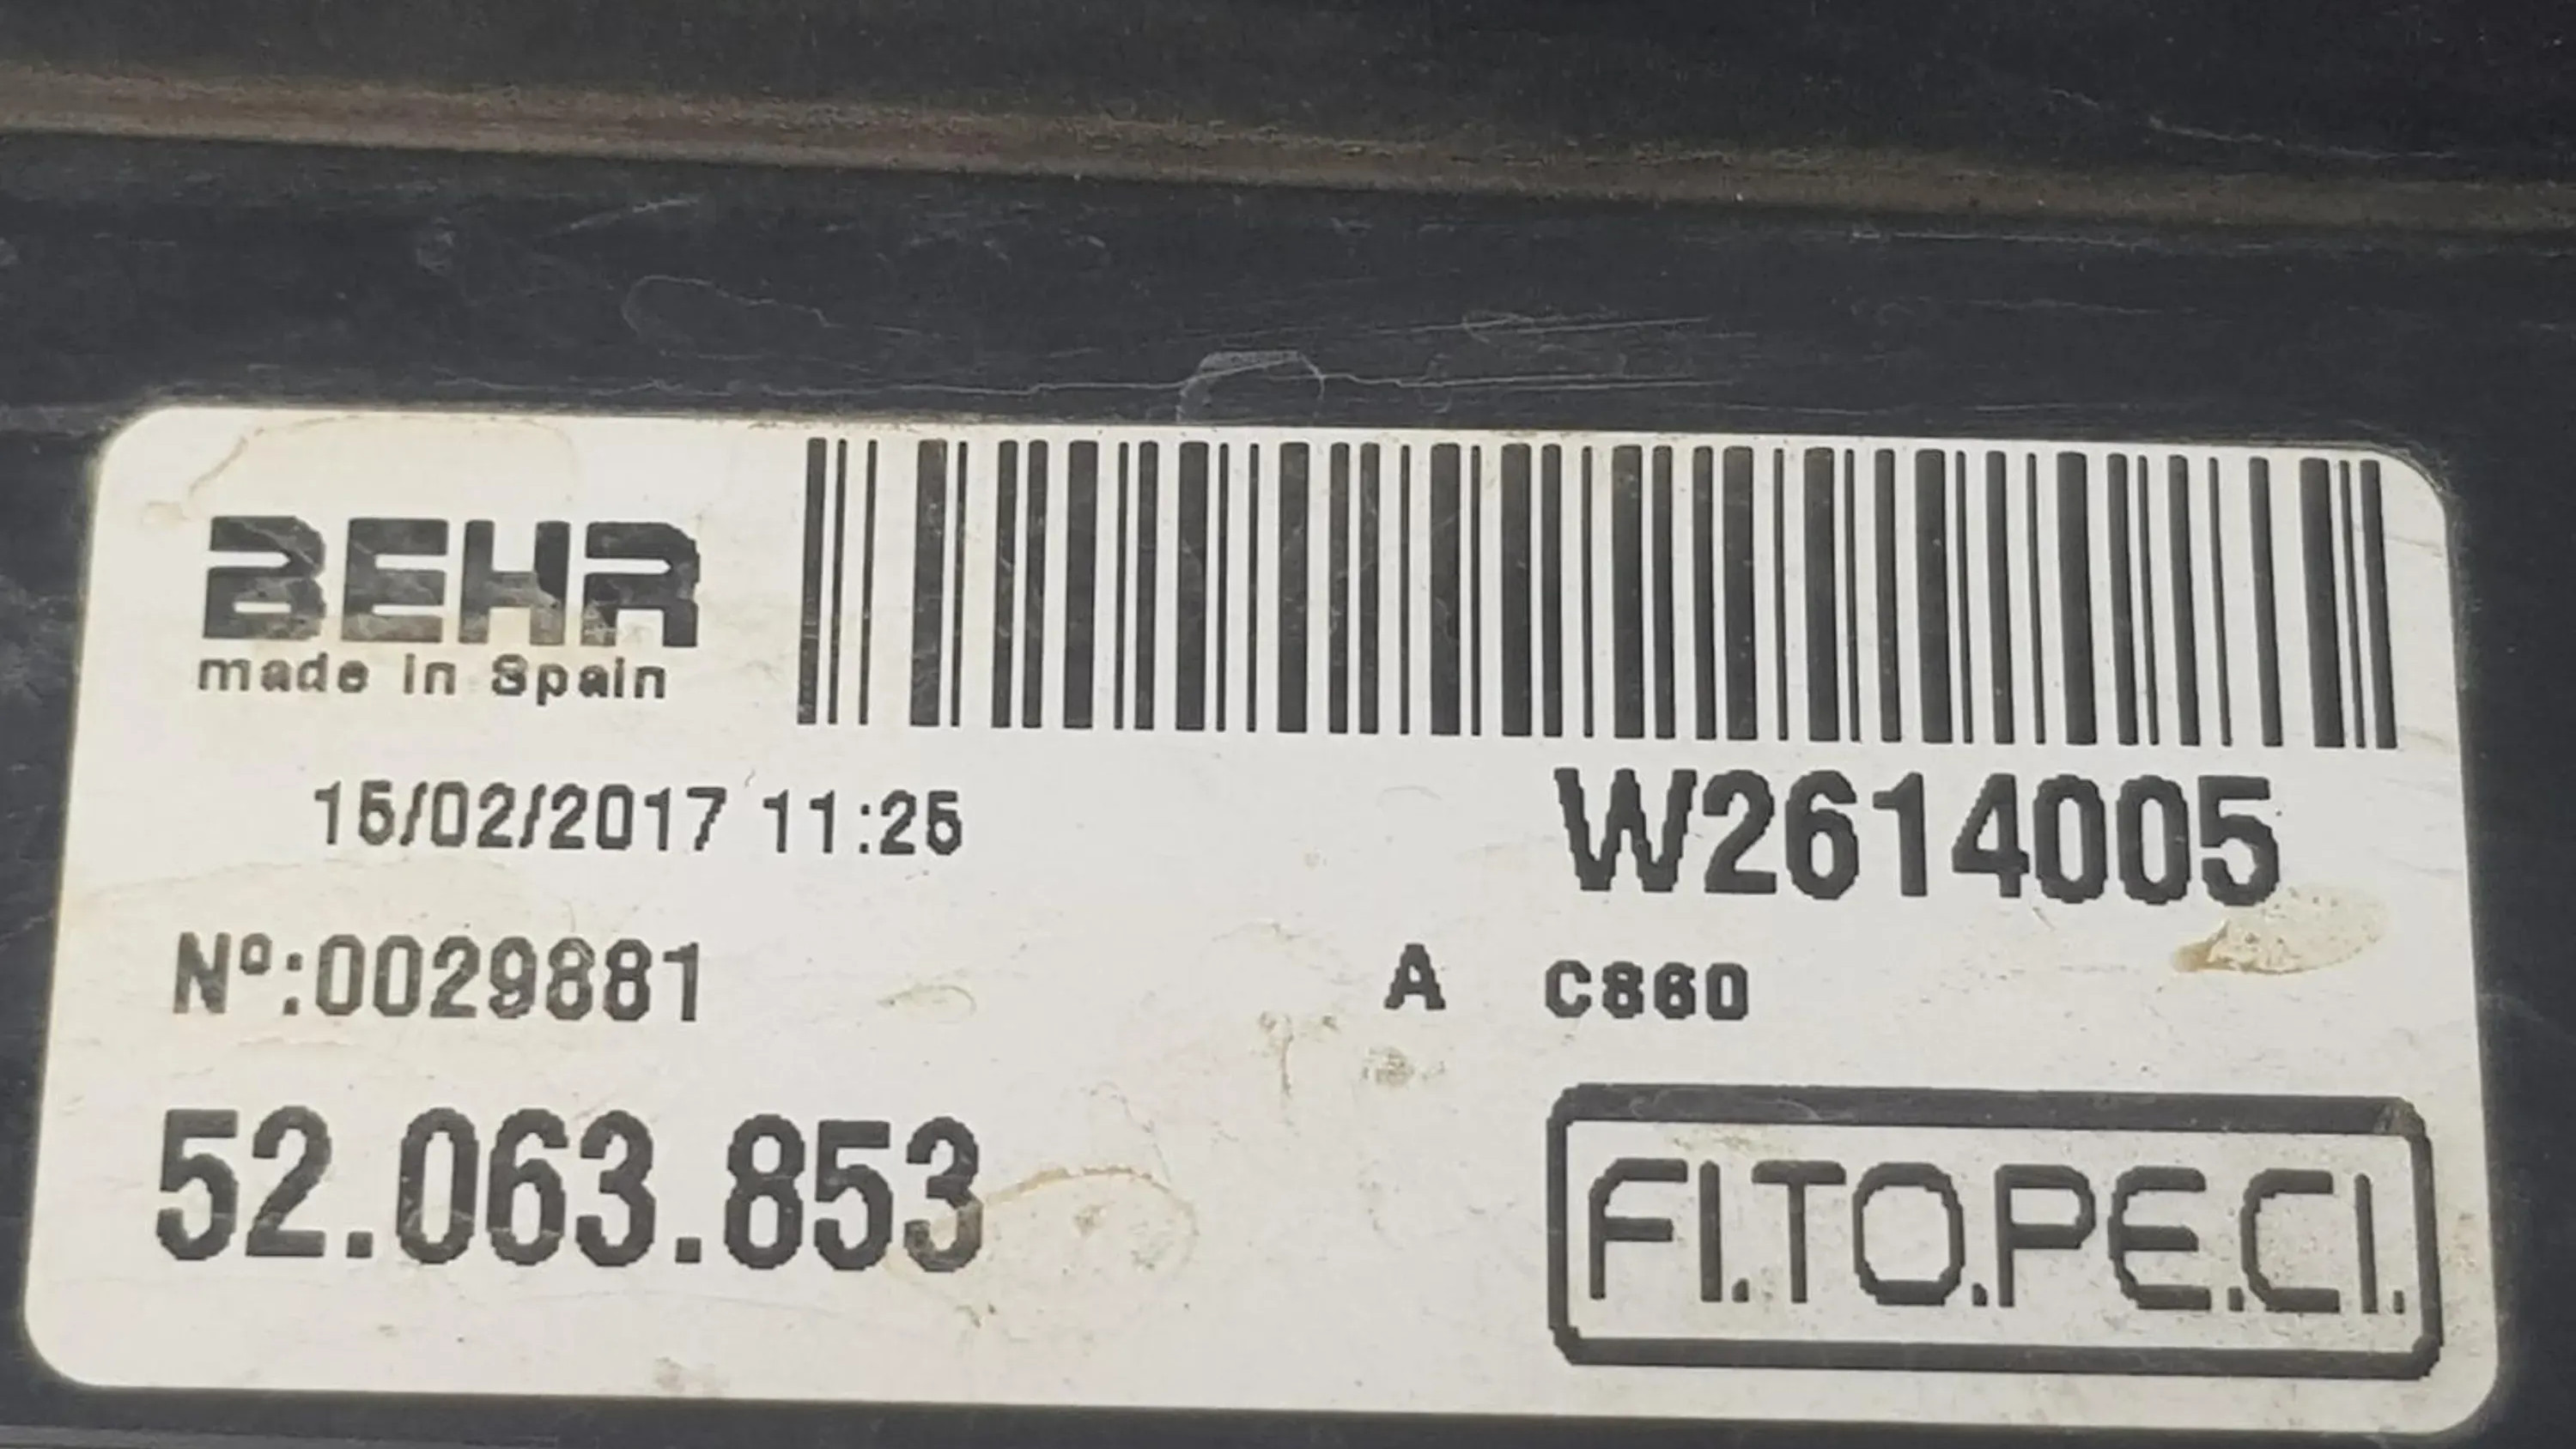 BEHR
made in Spain
15/02/2017 11:25
W2614005
Nº:0029881
A C860
52.063.853
FI.TO.PE.CI.